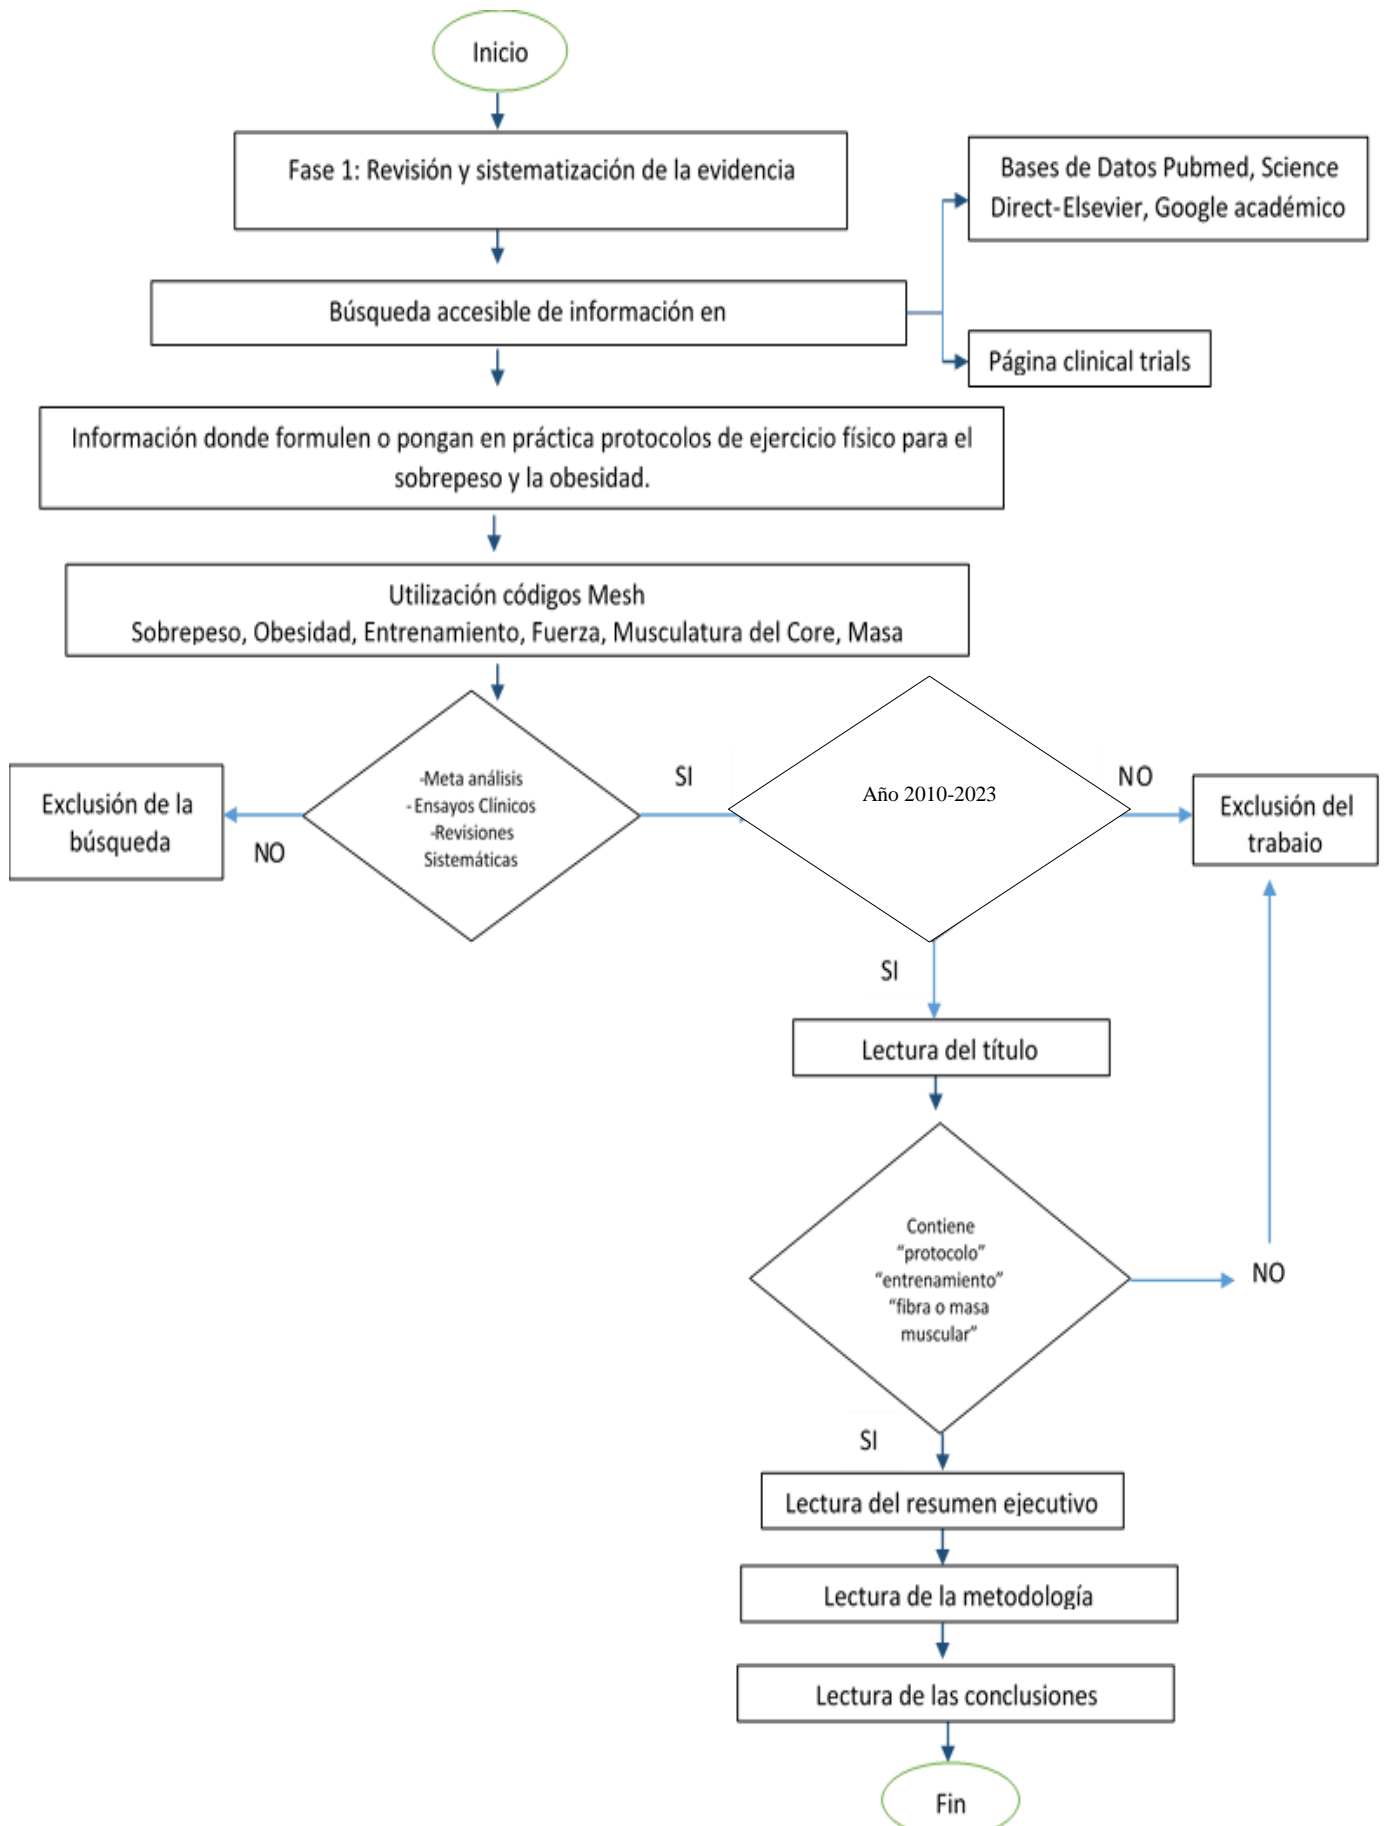 Inicio
Fase 1: Revisión y sistematización de la evidencia
Bases de Datos Pubmed, Science
Direct-Elsevier, Google académico
Búsqueda accesible de información en
Página clinical trials
Información donde formulen o pongan en práctica protocolos de ejercicio físico para el
sobrepeso y la obesidad.
Utilización códigos Mesh
Sobrepeso, Obesidad, Entrenamiento, Fuerza, Musculatura del Core, Masa
-Meta análisis
- Ensayos Clínicos
-Revisiones
Sistemáticas
SI
Año 2010-2023
NO
Exclusión de la
búsqueda
NO
Exclusión del
trabajo
SI
Lectura del título
Contiene
“protocolo”
“entrenamiento”
“fibra o masa
muscular”
NO
SI
Lectura del resumen ejecutivo
Lectura de la metodología
Lectura de las conclusiones
Fin